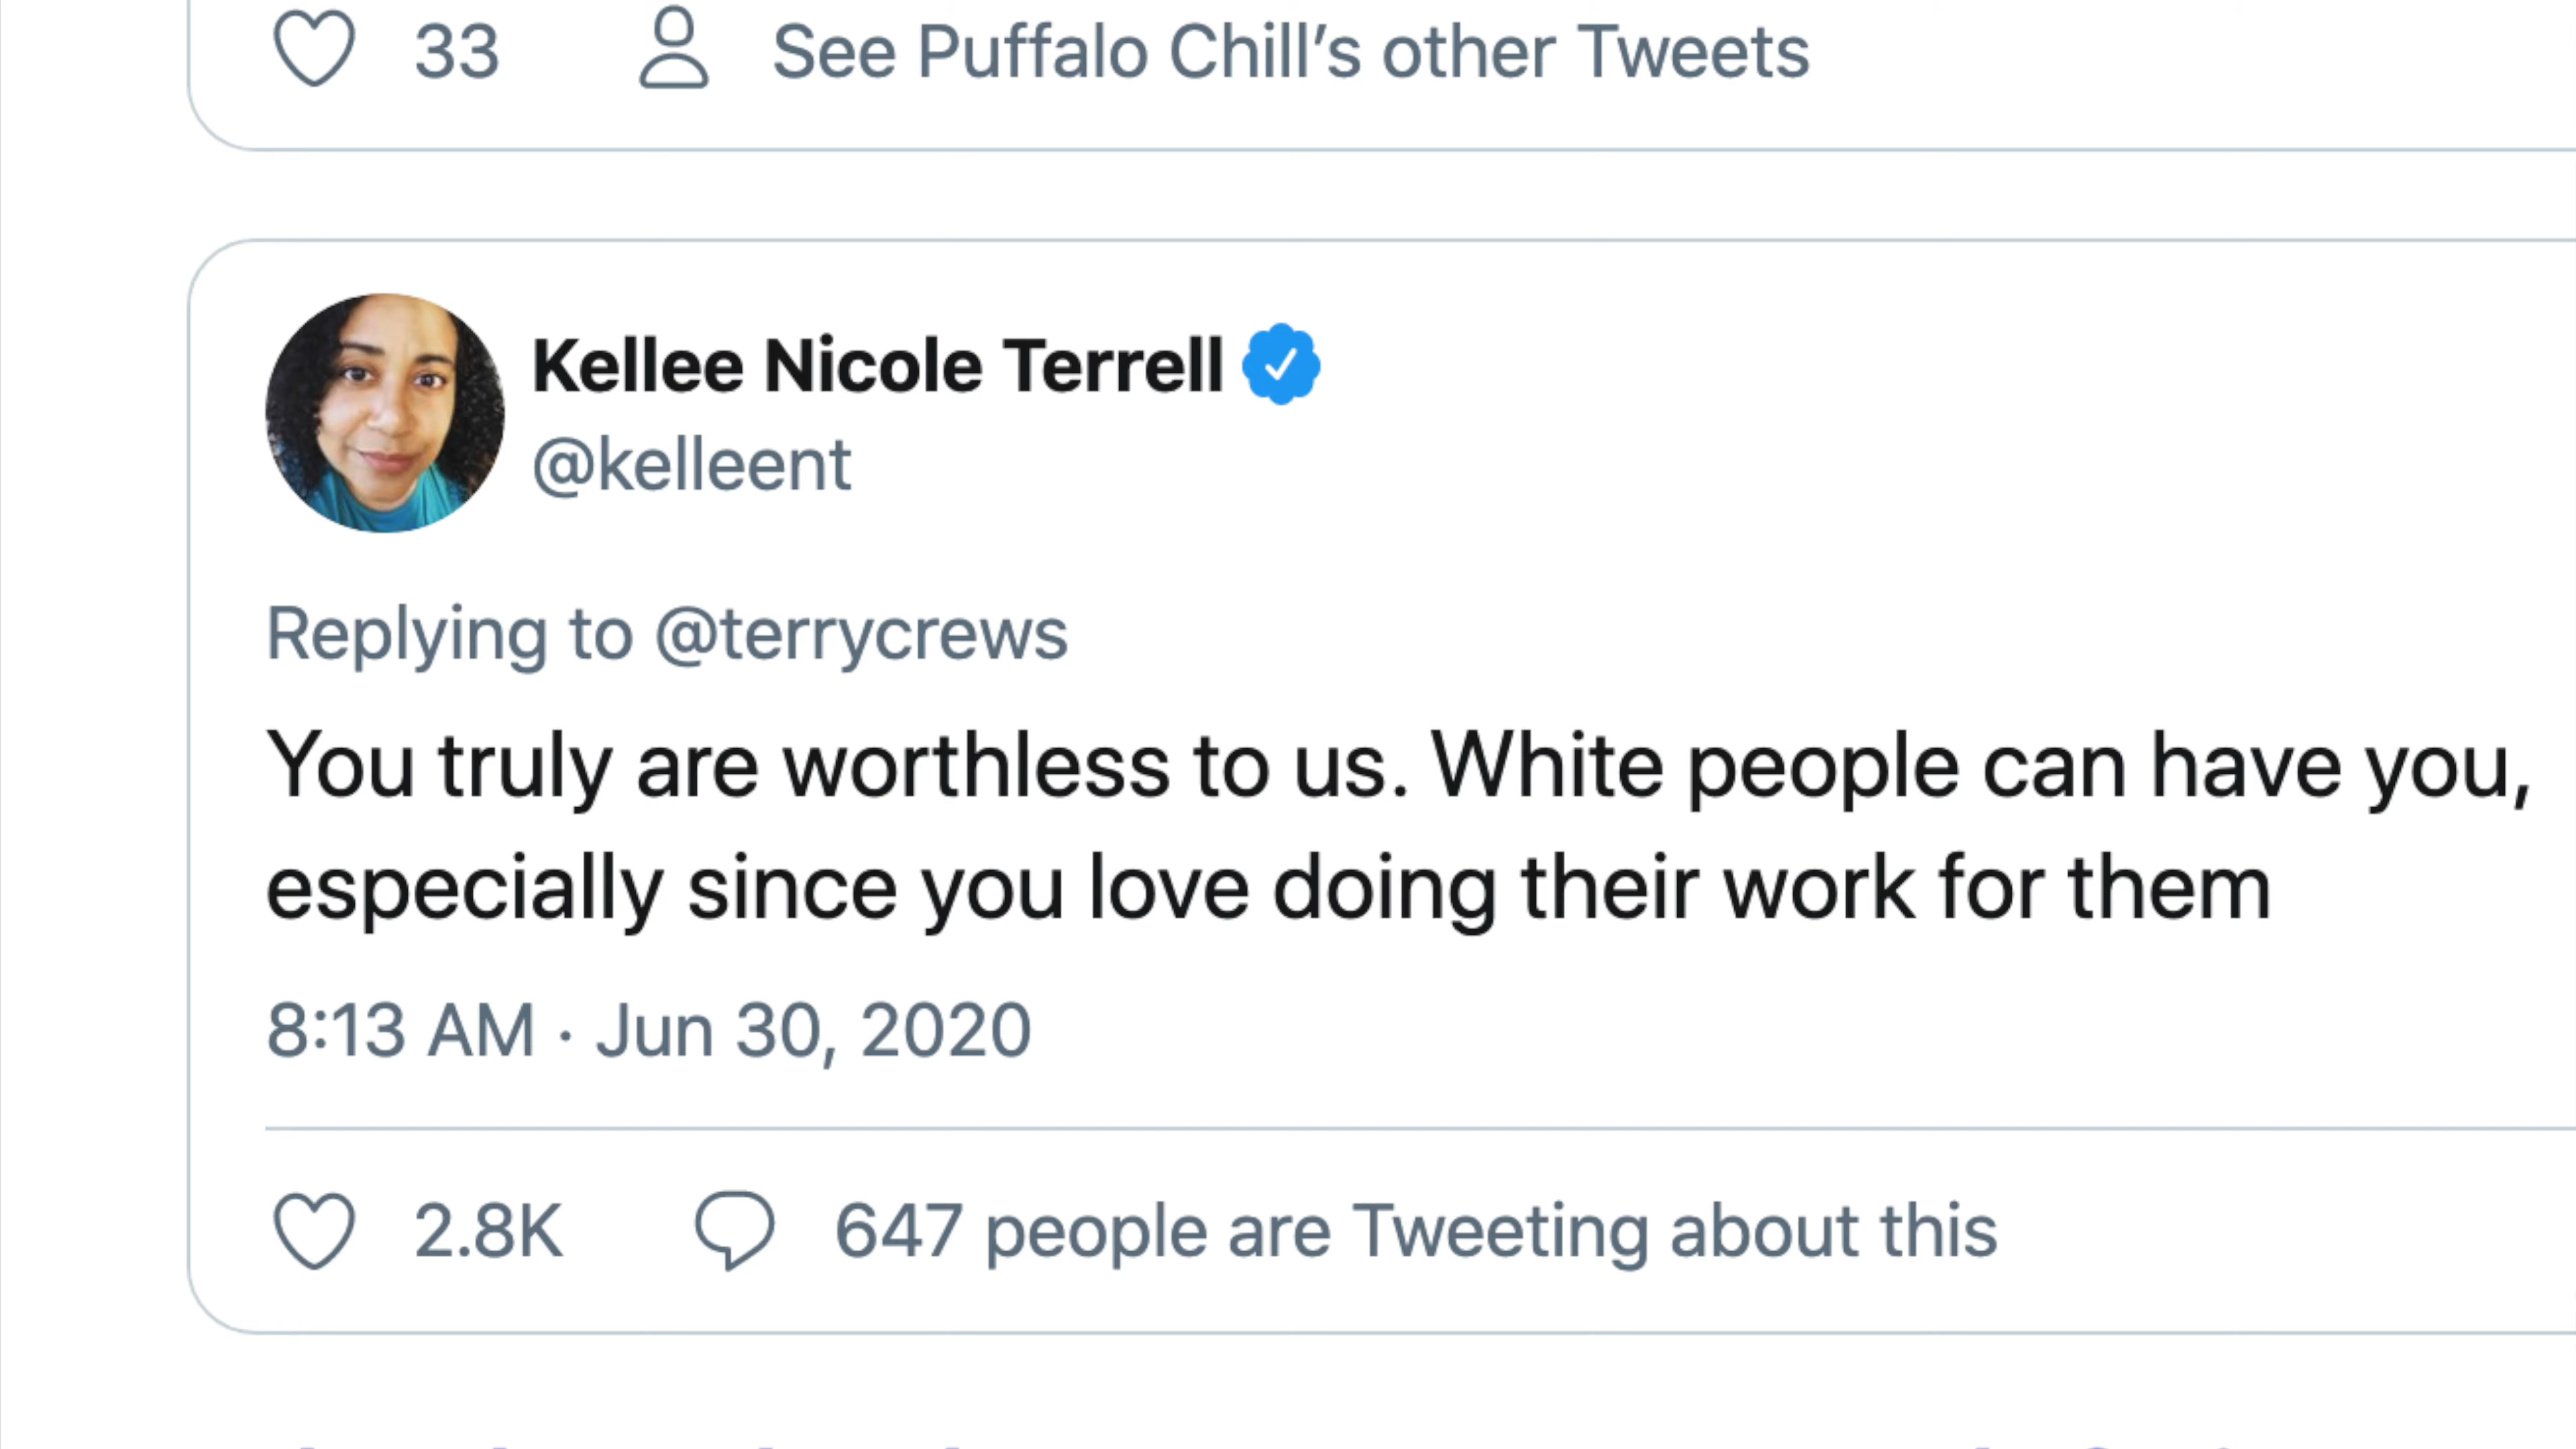 33 See Puffalo Chill’s other Tweets
Kellee Nicole Terrell
@kelleent
Replying to @terrycrews
You truly are worthless to us. White people can have you,
especially since you love doing their work for them
8:13 AM · Jun 30, 2020
2.8K 647 people are Tweeting about this